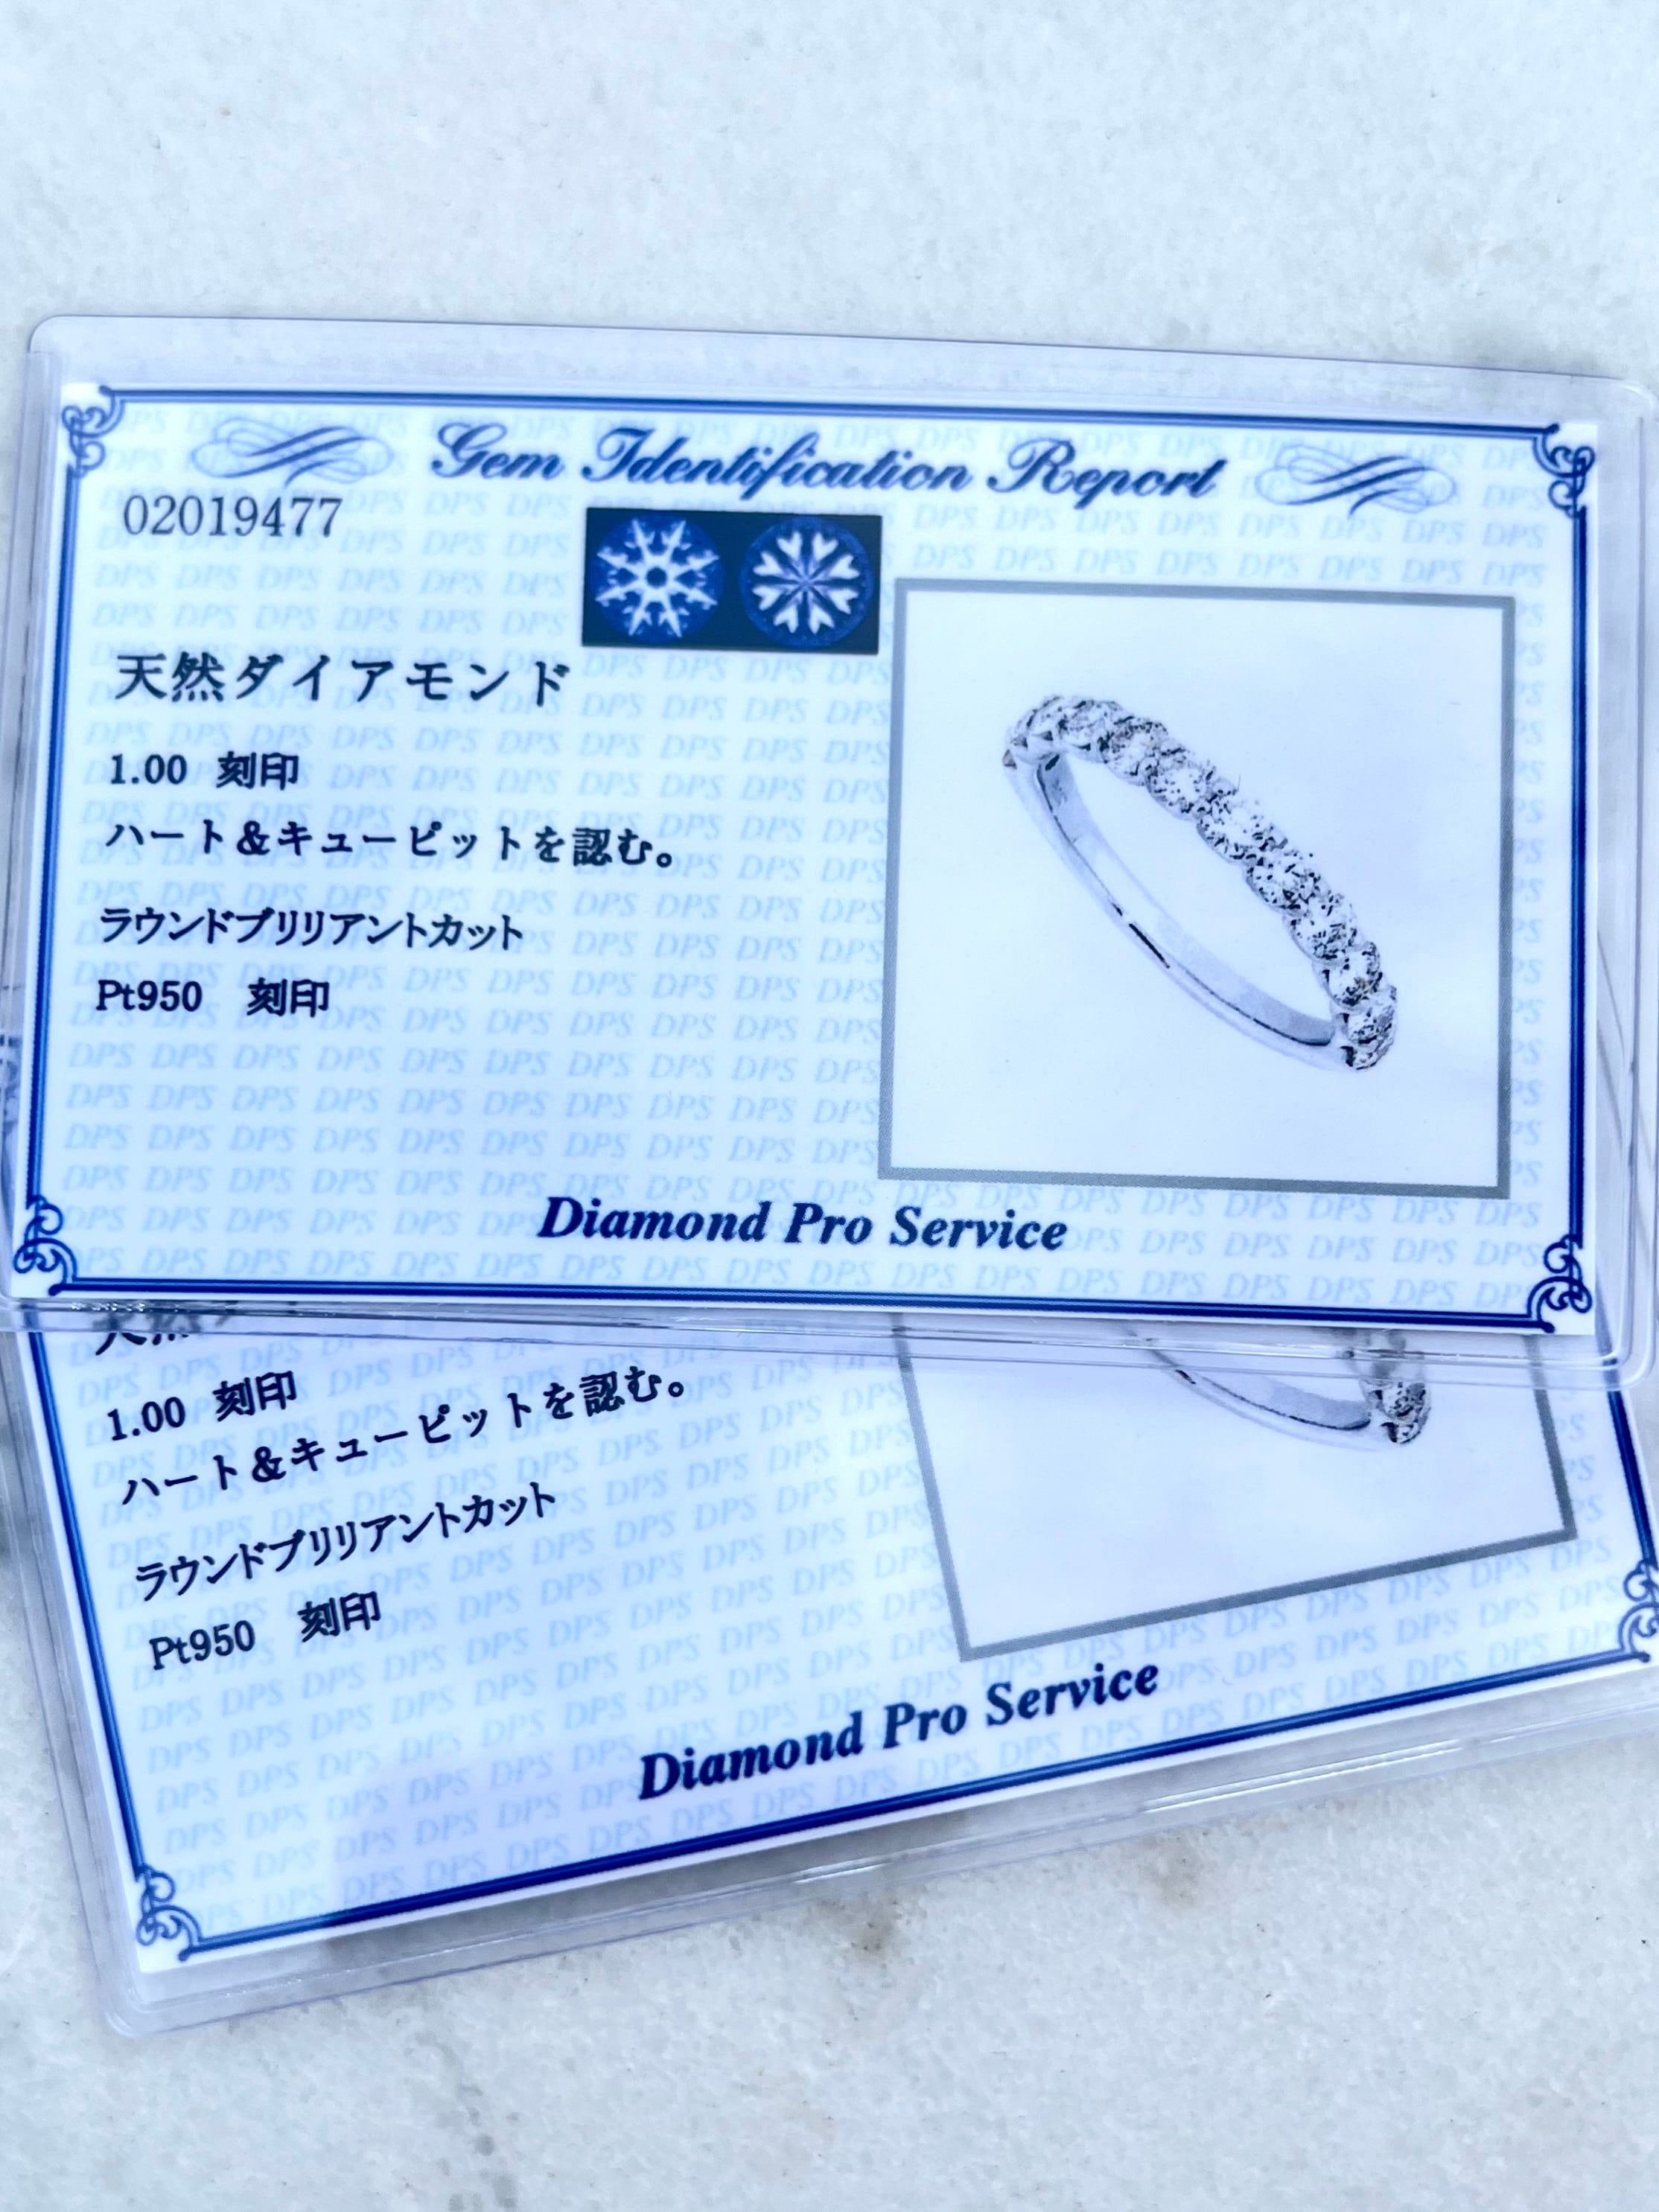 Gem Identification Report
02019477
天然ダイアモンド
1.00 刻印
ハート&キューピットを認む。
ラウンドブリリアントカット
Pt950 刻印
Diamond Pro Service
1.00 刻印
ハート&キューピットを認む。
ラウンドブリリアントカット
Pt950 刻印
Diamond Pro Service